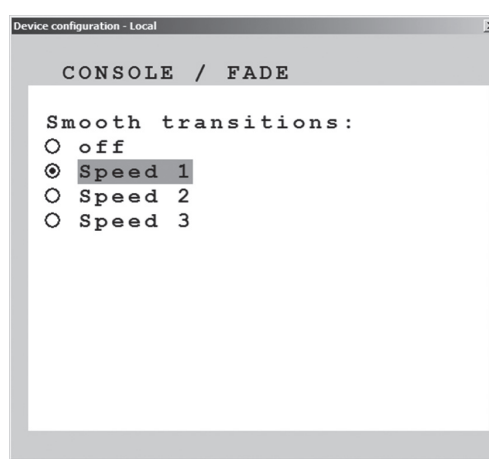 Device configuration - Local
CONSOLE / FADE
Smooth transitions:
off
Speed 1
Speed 2
Speed 3